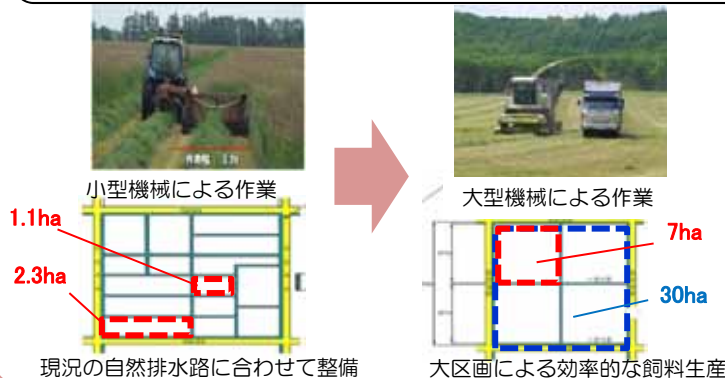 小型機械による作業
大型機械による作業
1.1ha
2.3ha
7ha
30ha
現況の自然排水路に合わせて整備
大区画による効率的な飼料生産